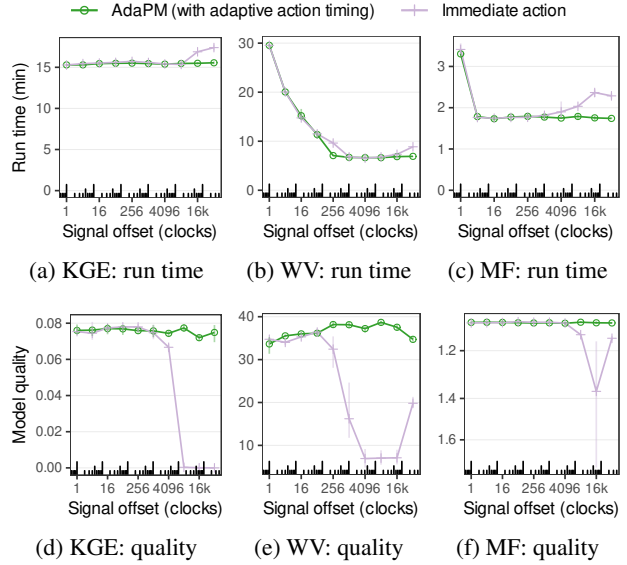 AdaPM (with adaptive action timing) Immediate action
Run time (min)
15
10
5
0
1 16 256 4096 16k
Signal offset (clocks)
(a) KGE: run time
30
20
10
0
1 16 256 4096 16k
Signal offset (clocks)
(b) WV: run time
3
2
1
0
1 16 256 4096 16k
Signal offset (clocks)
(c) MF: run time
Model quality
0.08
0.06
0.04
0.02
0.00
1 16 256 4096 16k
Signal offset (clocks)
(d) KGE: quality
40
30
20
10
1 16 256 4096 16k
Signal offset (clocks)
(e) WV: quality
1.2
1.4
1.6
1 16 256 4096 16k
Signal offset (clocks)
(f) MF: quality